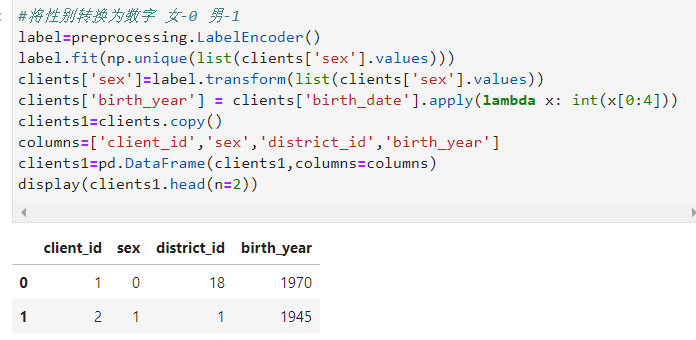 #将性别转换为数字 女-0 男-1
label=preprocessing.LabelEncoder()
label.fit(np.unique(list(clients['sex'].values)))
clients['sex']=label.transform(list(clients['sex'].values))
clients['birth_year'] = clients['birth_date'].apply(lambda x: int(x[0:4]))
clients1=clients.copy()
columns=['client_id','sex','district_id','birth_year']
clients1=pd.DataFrame(clients1,columns=columns)
display(clients1.head(n=2))
client_id sex district_id birth_year
0 1 0 18 1970
1 2 1 1 1945